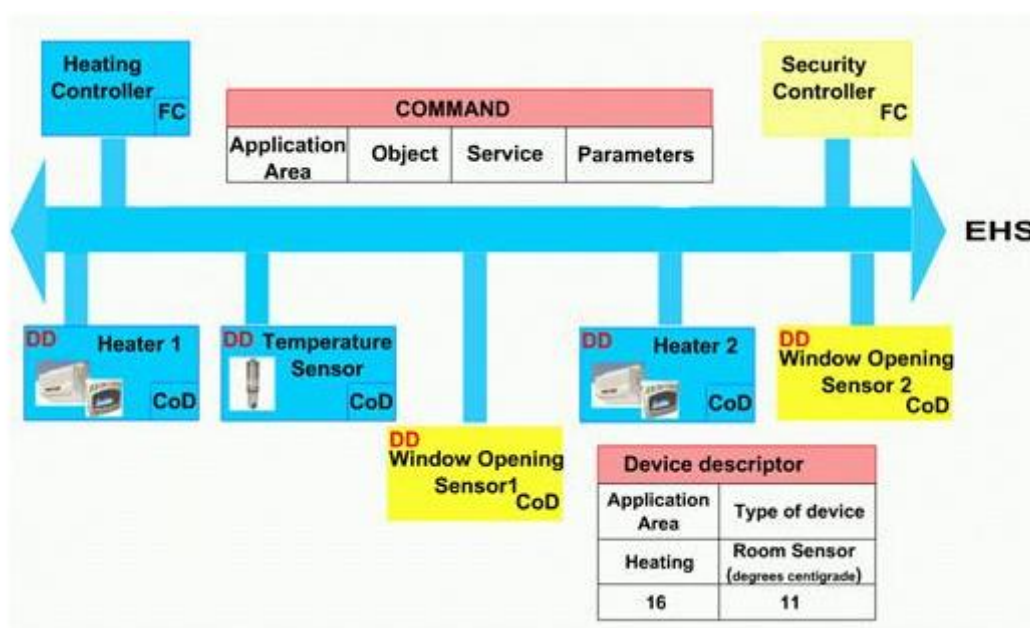 Heating
Controller
FC
Security
Controller
FC
COMMAND
Application
Area
Object
Service
Parameters
EHS
DD
Heater 1
CoD
DD
Temperature
Sensor
CoD
DD
Heater 2
CoD
DD
Window Opening
Sensor 2
CoD
DD
Window Opening
Sensor1
CoD
Device descriptor
Application
Area
Type of device
Heating
Room Sensor
(degrees centigrade)
16
11